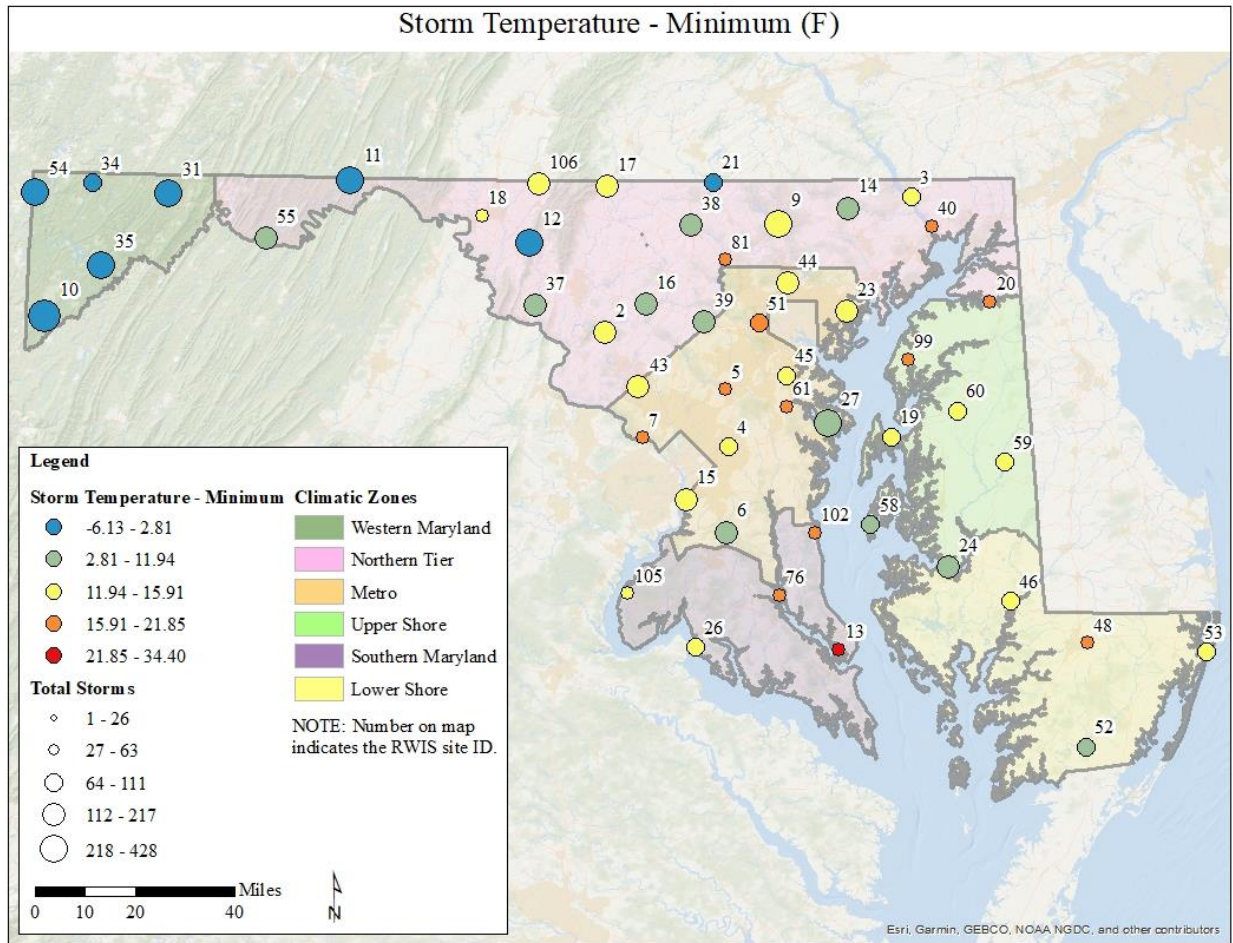 Storm Temperature - Minimum (F)
54
34
31
11
106
17
21
3
18
12
38
9
14
40
55
35
81
44
20
10
37
16
39
51
23
2
99
43
5
45
61
27
60
7
4
19
59
15
6
102
58
24
105
76
46
26
13
48
53
52
Legend
Storm Temperature - Minimum
-6.13 - 2.81
2.81 - 11.94
11.94 - 15.91
15.91 - 21.85
21.85 - 34.40
Total Storms
1 - 26
27 - 63
64 - 111
112 - 217
218 - 428
Climatic Zones
Western Maryland
Northern Tier
Metro
Upper Shore
Southern Maryland
Lower Shore
NOTE: Number on map
indicates the RWIS site ID.
Miles
0 10 20 40
N
Esri, Garmin, GEBCO, NOAA NGDC, and other contributors